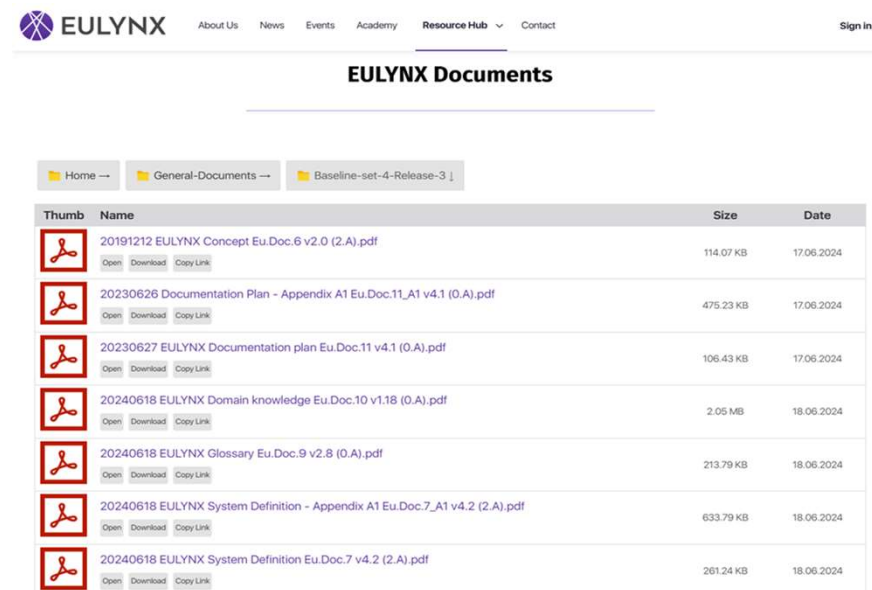 EULYNX
About Us News Events Academy Resource Hub Contact Sign in
EULYNX Documents
Home → General-Documents → Baseline-set-4-Release-3 ↓
Thumb Name Size Date
20191212 EULYNX Concept Eu.Doc.6 v2.0 (2.A).pdf
Open Download Copy Link
114.07 KB 17.06.2024
20230626 Documentation Plan - Appendix A1 Eu.Doc.11_A1 v4.1 (0.A).pdf
Open Download Copy Link
475.23 KB 17.06.2024
20230627 EULYNX Documentation plan Eu.Doc.11 v4.1 (0.A).pdf
Open Download Copy Link
106.43 KB 17.06.2024
20240618 EULYNX Domain knowledge Eu.Doc.10 v1.18 (0.A).pdf
Open Download Copy Link
2.05 MB 18.06.2024
20240618 EULYNX Glossary Eu.Doc.9 v2.8 (0.A).pdf
Open Download Copy Link
213.79 KB 18.06.2024
20240618 EULYNX System Definition - Appendix A1 Eu.Doc.7_A1 v4.2 (2.A).pdf
Open Download Copy Link
633.79 KB 18.06.2024
20240618 EULYNX System Definition Eu.Doc.7 v4.2 (2.A).pdf
Open Download Copy Link
261.24 KB 18.06.2024